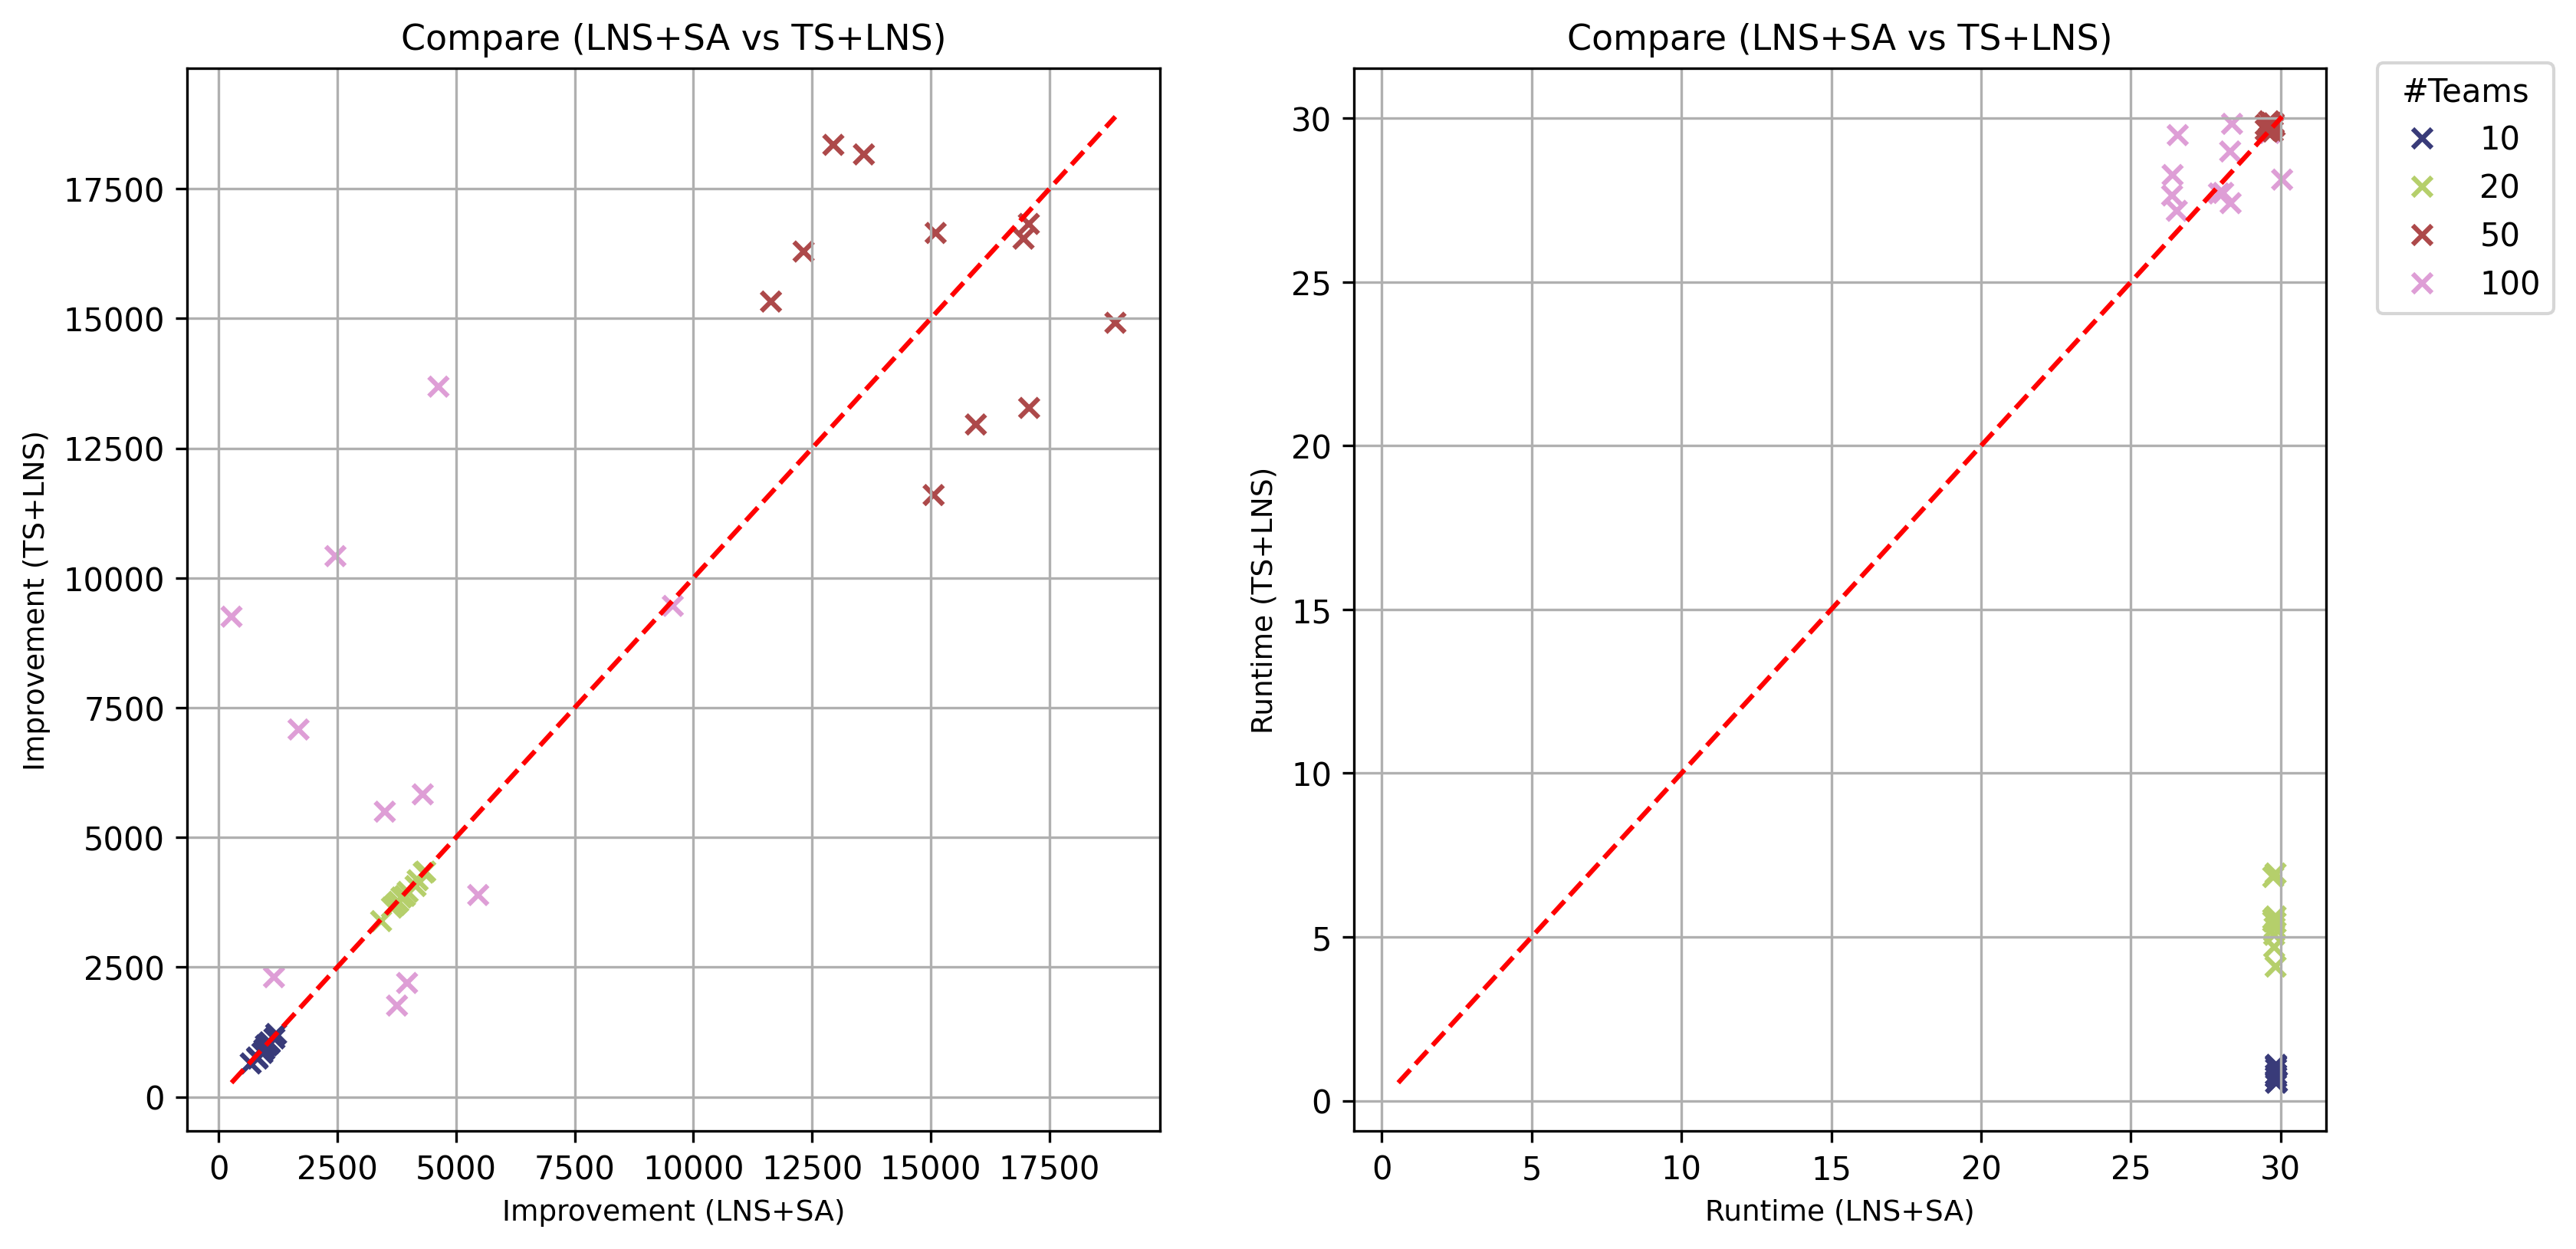 Compare (LNS+SA vs TS+LNS)
17500
15000
12500
10000
7500
5000
2500
0
Improvement (TS+LNS)
0 2500 5000 7500 10000 12500 15000 17500
Improvement (LNS+SA)
Compare (LNS+SA vs TS+LNS)
30
25
20
15
10
5
0
Runtime (TS+LNS)
0 5 10 15 20 25 30
Runtime (LNS+SA)
#Teams
10
20
50
100